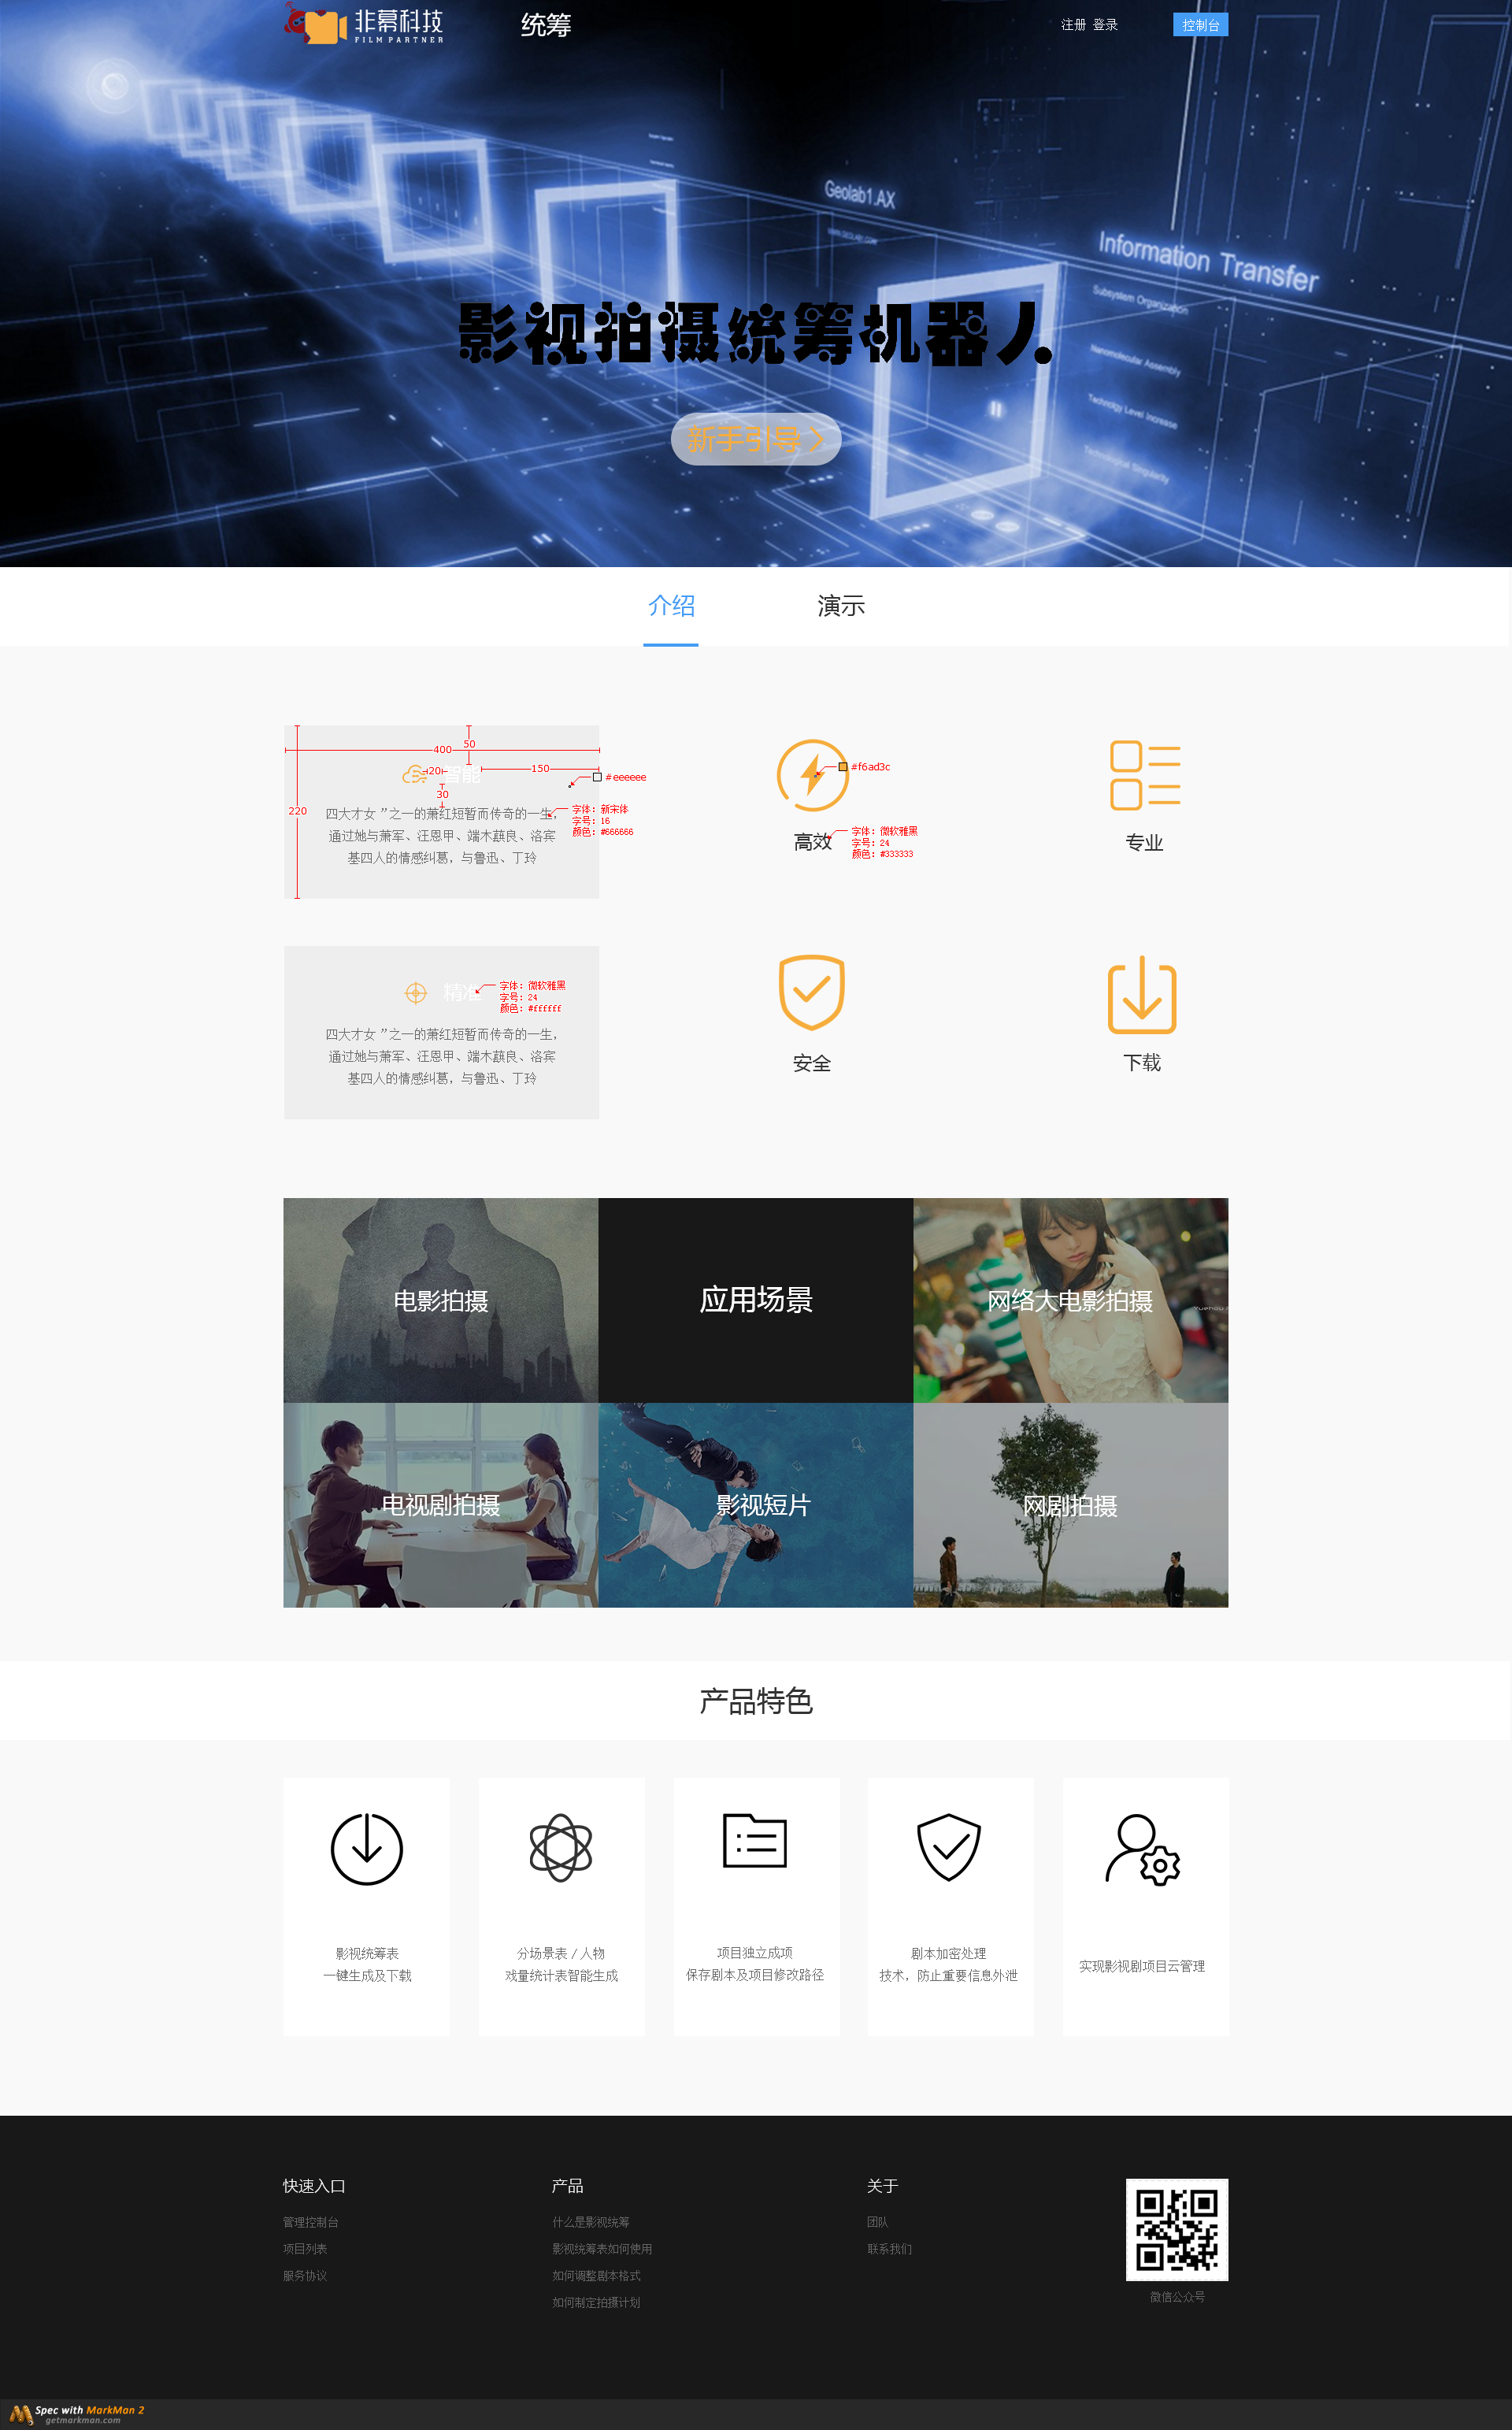 非幕科技
FILM PARTNER
统筹
注册 登录
控制台
Geolab1.AX
Information Transfer
Subsystem Organization
Nanomolecular Assembly
Technolgy Level Increase
Technological Singularity
影视拍摄统筹机器人
新手引导
介绍
演示
400
50
20
智能
150
#eeeeee
30
220
四大才女 ”之一的萧红短暂而传奇的一生，
通过她与萧军、汪恩甲、端木蕻良、洛宾
基四人的情感纠葛，与鲁迅、丁玲
字体：新宋体
字号：16
颜色：#666666
#f6ad3c
高效
字体：微软雅黑
字号：24
颜色：#333333
专业
精准
字体：微软雅黑
字号：24
颜色：#ffffff
四大才女 ”之一的萧红短暂而传奇的一生，
通过她与萧军、汪恩甲、端木蕻良、洛宾
基四人的情感纠葛，与鲁迅、丁玲
安全
下载
电影拍摄
应用场景
网络大电影拍摄
电视剧拍摄
影视短片
网剧拍摄
产品特色
影视统筹表
一键生成及下载
分场景表 / 人物
戏量统计表智能生成
项目独立成项
保存剧本及项目修改路径
剧本加密处理
技术，防止重要信息外泄
实现影视剧项目云管理
快速入口
管理控制台
项目列表
服务协议
产品
什么是影视统筹
影视统筹表如何使用
如何调整剧本格式
如何制定拍摄计划
关于
团队
联系我们
微信公众号
Spec with MarkMan 2
getmarkman.com